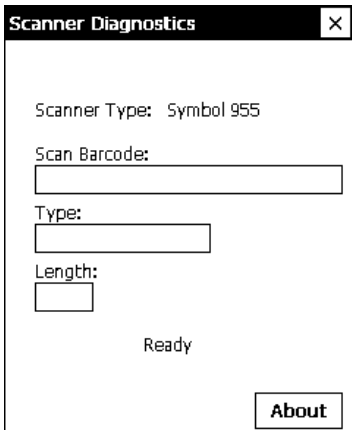 Scanner Diagnostics
Scanner Type: Symbol 955
Scan Barcode:
Type:
Length:
Ready
About